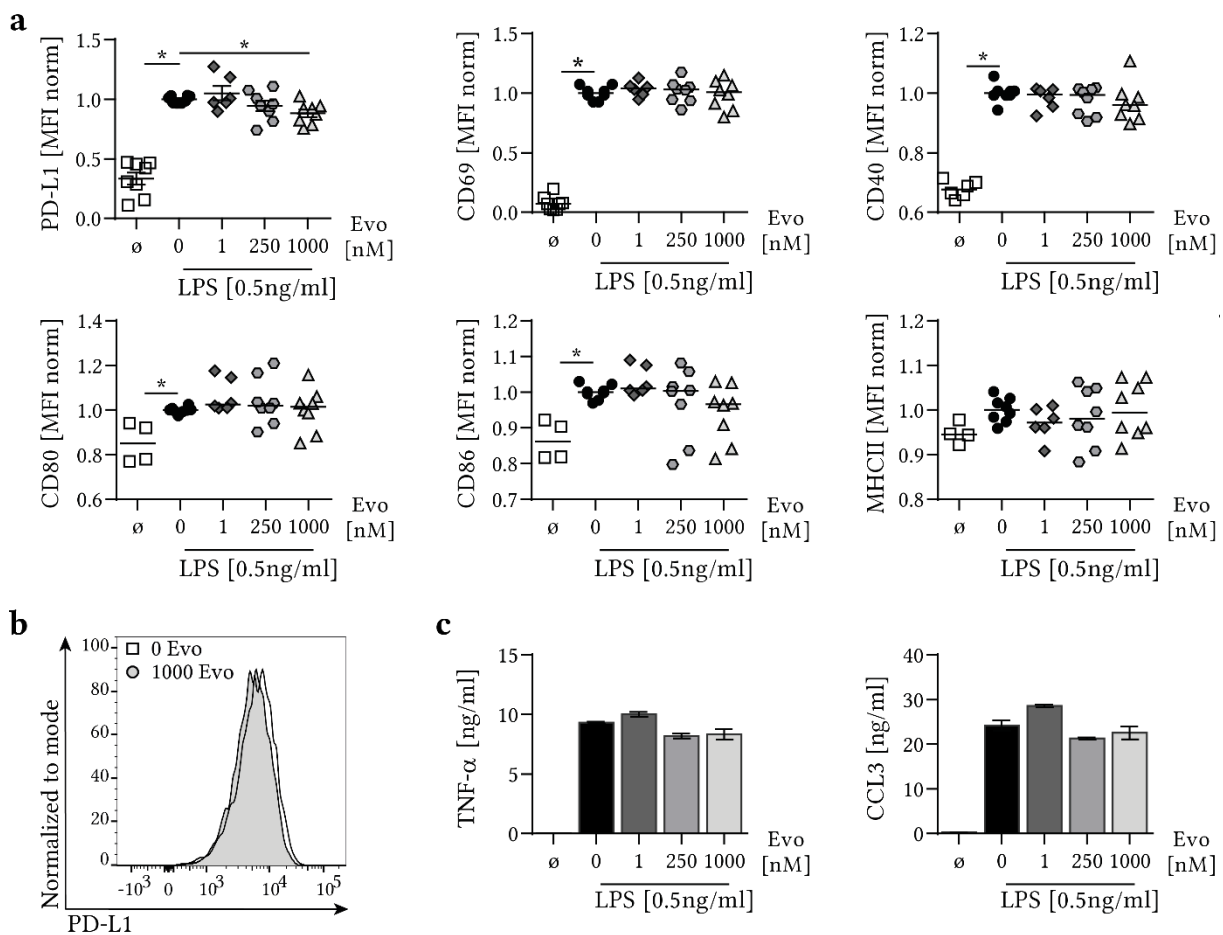 a
PD-L1 [MFI norm]
1.5
1.0
0.5
0.0
*
*
ø 0 1 250 1000
Evo
[nM]
LPS [0.5ng/ml]
CD69 [MFI norm]
1.5
1.0
0.5
0.0
*
ø 0 1 250 1000
Evo
[nM]
LPS [0.5ng/ml]
CD40 [MFI norm]
1.2
1.0
0.8
0.6
*
ø 0 1 250 1000
Evo
[nM]
LPS [0.5ng/ml]
CD80 [MFI norm]
1.4
1.2
1.0
0.8
0.6
*
ø 0 1 250 1000
Evo
[nM]
LPS [0.5ng/ml]
CD86 [MFI norm]
1.2
1.1
1.0
0.9
0.8
0.7
*
ø 0 1 250 1000
Evo
[nM]
LPS [0.5ng/ml]
MHCII [MFI norm]
1.2
1.1
1.0
0.9
0.8
ø 0 1 250 1000
Evo
[nM]
LPS [0.5ng/ml]
b
Normalized to mode
100
80
60
40
20
0
0 Evo
1000 Evo
-10³ 0 10³ 10⁴ 10⁵
PD-L1
c
TNF-α [ng/ml]
15
10
5
0
ø 0 1 250 1000
Evo
[nM]
LPS [0.5ng/ml]
CCL3 [ng/ml]
40
30
20
10
0
ø 0 1 250 1000
Evo
[nM]
LPS [0.5ng/ml]